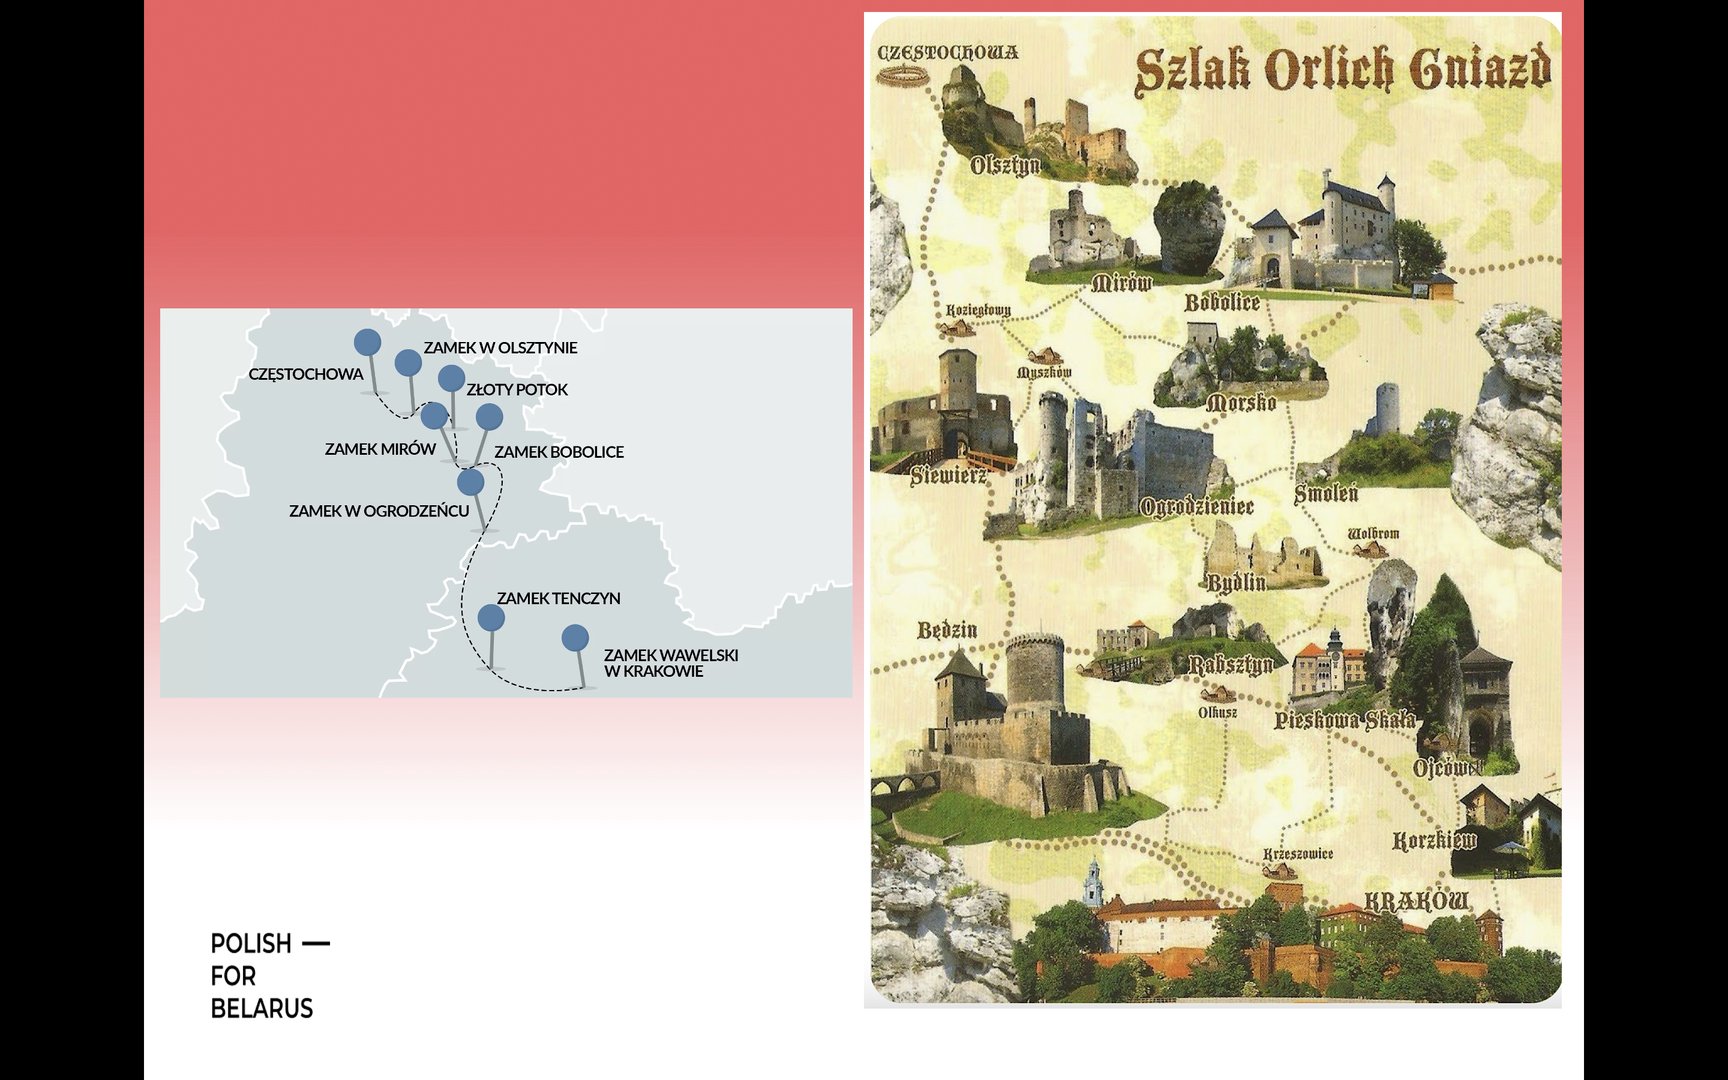 ZAMEK W OLSZTYNIE
CZĘSTOCHOWA
ZŁOTY POTOK
ZAMEK MIRÓW
ZAMEK BOBOLICE
ZAMEK W OGRODZEŃCU
ZAMEK TENCZYN
ZAMEK WAWELSKI
W KRAKOWIE
POLISH —
FOR
BELARUS
CZĘSTOCHOWA
Szlak Orlich Gniazd
Olsztyn
Mirów
Bobolice
Koziegłowy
Myszków
Morsko
Siewierz
Ogrodzieniec
Smoleń
Wolbrom
Bydlin
Będzin
Rabsztyn
Olkusz
Pieskowa Skała
Ojców
Korzkiew
Krzeszowice
KRAKÓW